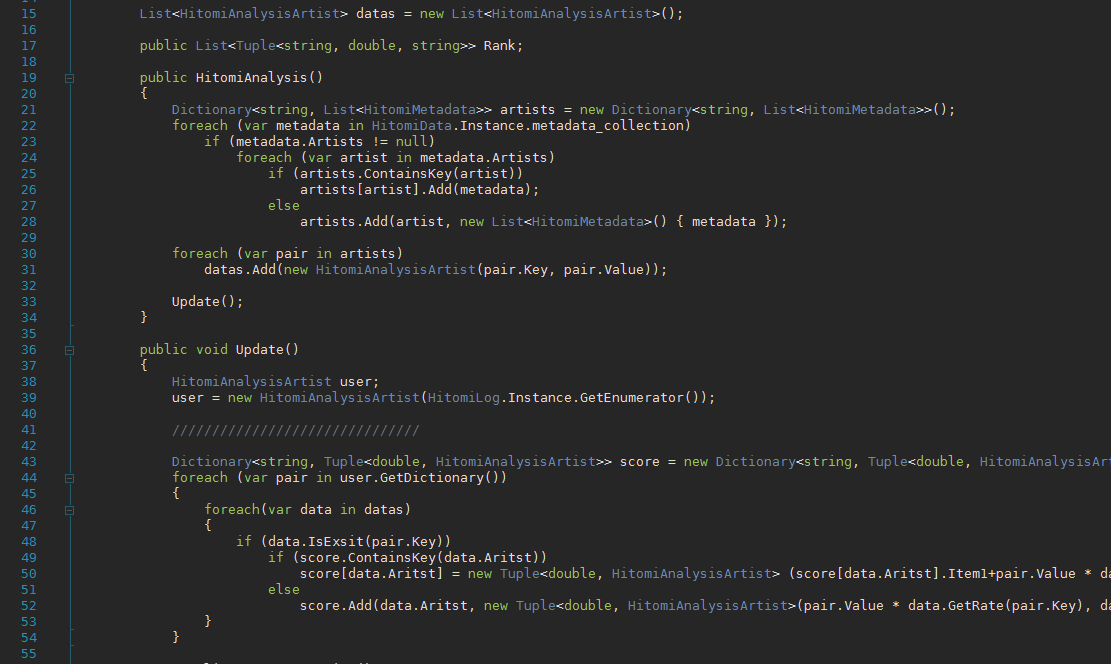 15 List<HitomiAnalysisArtist> datas = new List<HitomiAnalysisArtist>();
16
17 public List<Tuple<string, double, string>> Rank;
18
19 public HitomiAnalysis()
20 {
21 Dictionary<string, List<HitomiMetadata>> artists = new Dictionary<string, List<HitomiMetadata>>();
22 foreach (var metadata in HitomiData.Instance.metadata_collection)
23 if (metadata.Artists != null)
24 foreach (var artist in metadata.Artists)
25 if (artists.ContainsKey(artist))
26 artists[artist].Add(metadata);
27 else
28 artists.Add(artist, new List<HitomiMetadata>() { metadata });
29
30 foreach (var pair in artists)
31 datas.Add(new HitomiAnalysisArtist(pair.Key, pair.Value));
32
33 Update();
34 }
35
36 public void Update()
37 {
38 HitomiAnalysisArtist user;
39 user = new HitomiAnalysisArtist(HitomiLog.Instance.GetEnumerator());
40
41 ///////////////////////////////
42
43 Dictionary<string, Tuple<double, HitomiAnalysisArtist>> score = new Dictionary<string, Tuple<double, HitomiAnalysisAr
44 foreach (var pair in user.GetDictionary())
45 {
46 foreach(var data in datas)
47 {
48 if (data.IsExsit(pair.Key))
49 if (score.ContainsKey(data.Aritst))
50 score[data.Aritst] = new Tuple<double, HitomiAnalysisArtist> (score[data.Aritst].Item1+pair.Value * da
51 else
52 score.Add(data.Aritst, new Tuple<double, HitomiAnalysisArtist>(pair.Value * data.GetRate(pair.Key), da
53 }
54 }
55